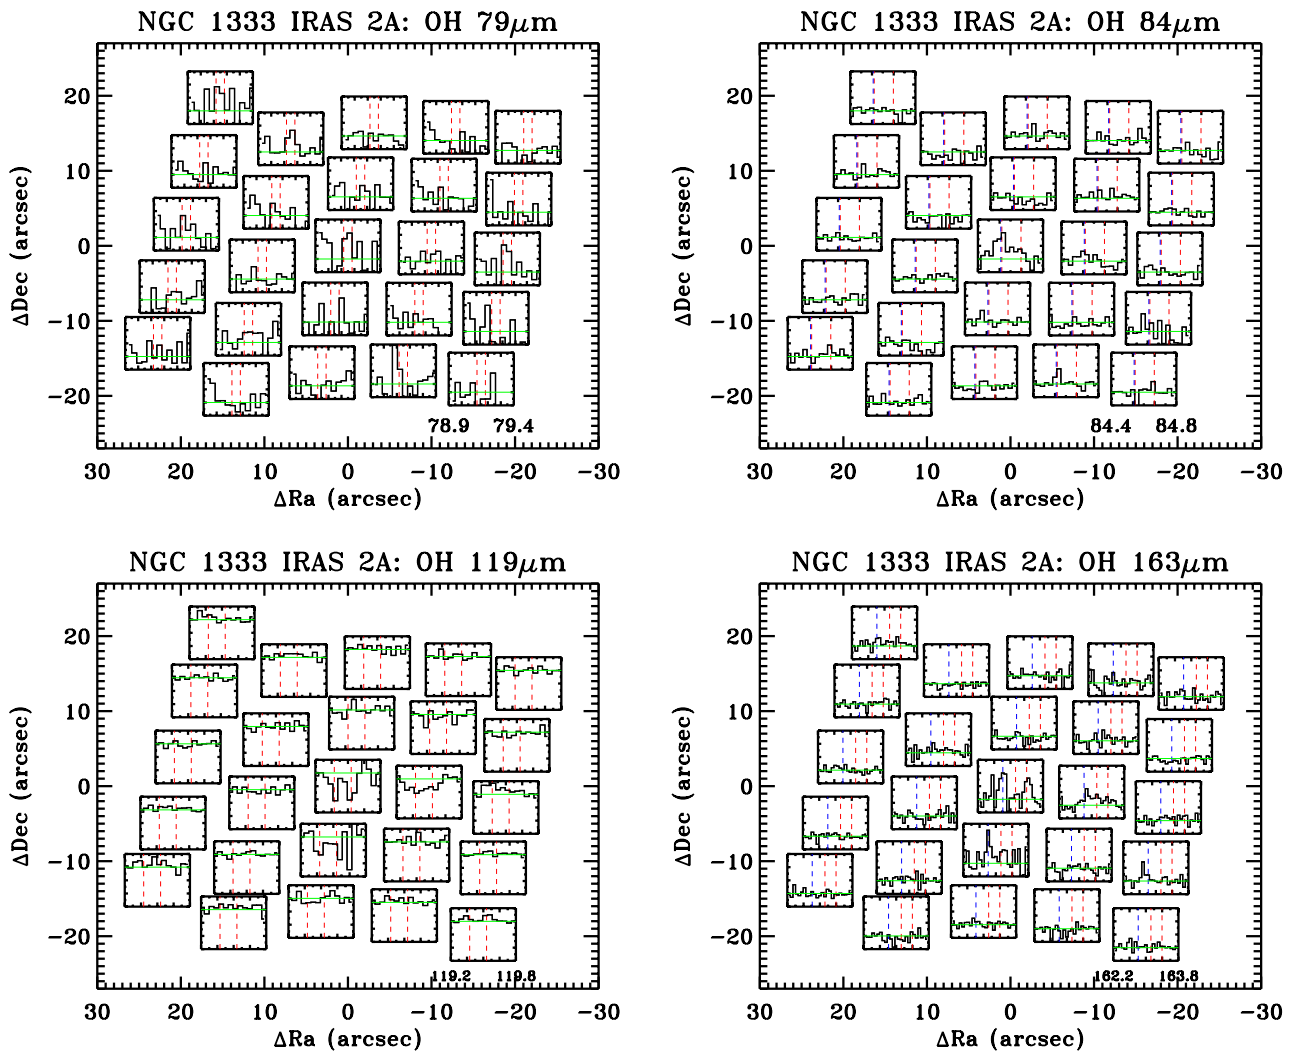 NGC 1333 IRAS 2A: OH 79μm
20
10
0
−10
−20
ΔDec (arcsec)
78.9 79.4
30 20 10 0 −10 −20 −30
ΔRa (arcsec)
NGC 1333 IRAS 2A: OH 84μm
20
10
0
−10
−20
ΔDec (arcsec)
84.4 84.8
30 20 10 0 −10 −20 −30
ΔRa (arcsec)
NGC 1333 IRAS 2A: OH 119μm
20
10
0
−10
−20
ΔDec (arcsec)
119.2 119.8
30 20 10 0 −10 −20 −30
ΔRa (arcsec)
NGC 1333 IRAS 2A: OH 163μm
20
10
0
−10
−20
ΔDec (arcsec)
162.2 163.8
30 20 10 0 −10 −20 −30
ΔRa (arcsec)